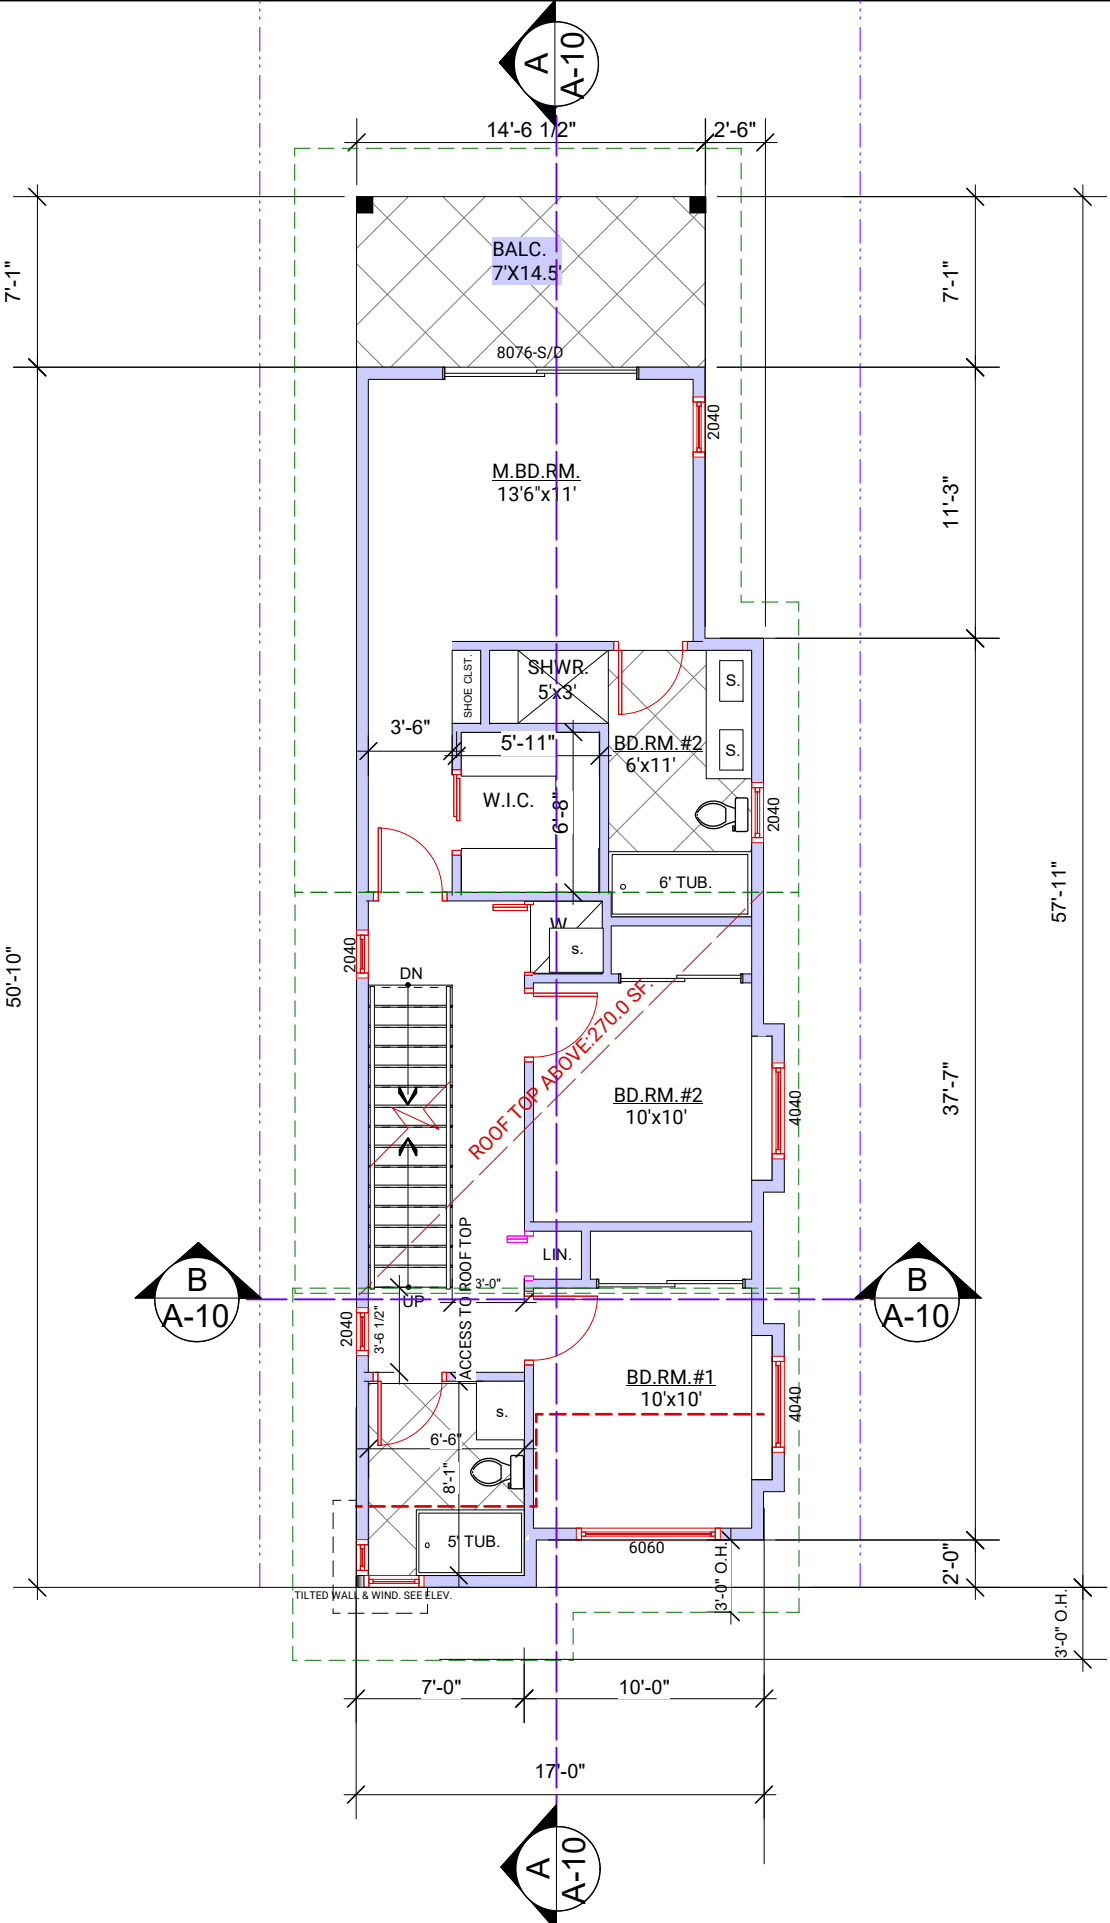 A
A-10
14'-6 1/2"
2'-6"
7'-1"
BALC.
7'X14.5'
7'-1"
8076-S/D
2040
M.BD.RM.
13'6"x11'
11'-3"
SHOE CLST.
SHWR.
5'x3'
S.
3'-6"
5'-11"
BD.RM.#2
6'x11'
S.
W.I.C.
6'-8"
2040
6' TUB.
57'-11"
W
s.
2040
50'-10"
DN
ROOF TOP ABOVE:270.0 SF.
BD.RM.#2
10'x10'
4040
37'-7"
ACCESS TO ROOF TOP
LIN.
B
A-10
3'-0"
UP
B
A-10
2040
3'-6 1/2"
BD.RM.#1
10'x10'
4040
s.
6'-6"
8'-1"
5' TUB.
6060
3'-0" O.H.
2'-0"
TILTED WALL & WIND. SEE ELEV.
3'-0" O.H.
7'-0"
10'-0"
17'-0"
A
A-10